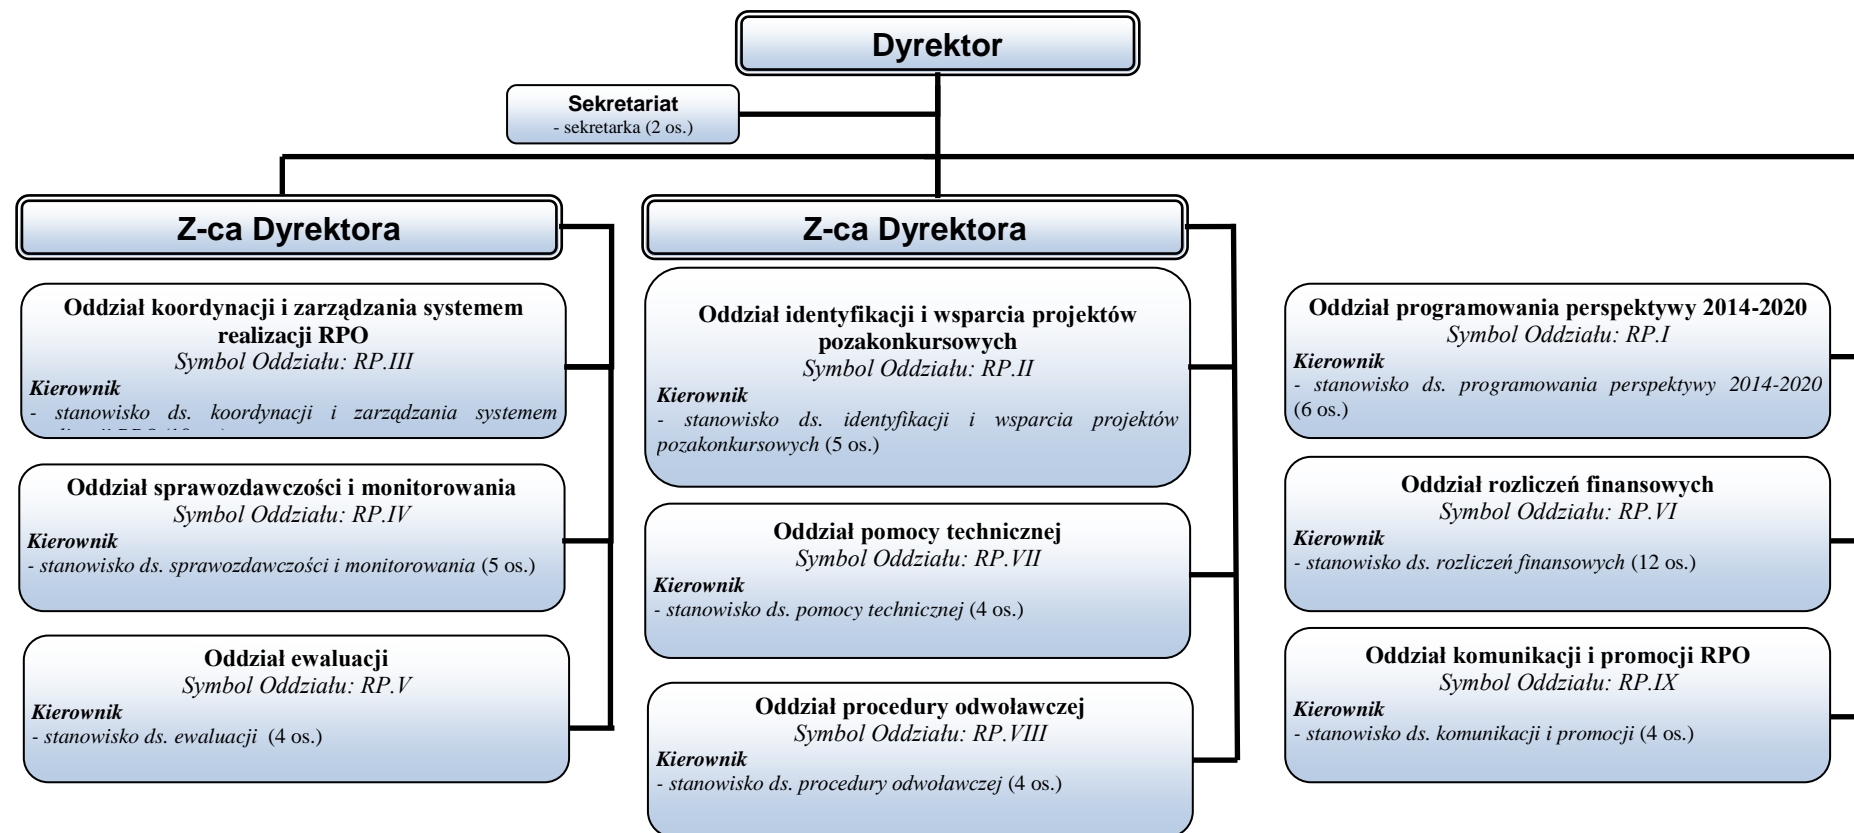 Dyrektor
Sekretariat
- sekretarka (2 os.)
Z-ca Dyrektora
Oddział koordynacji i zarządzania systemem
realizacji RPO
Symbol Oddziału: RP.III
Kierownik
- stanowisko ds. koordynacji i zarządzania systemem
Oddział sprawozdawczości i monitorowania
Symbol Oddziału: RP.IV
Kierownik
- stanowisko ds. sprawozdawczości i monitorowania (5 os.)
Oddział ewaluacji
Symbol Oddziału: RP.V
Kierownik
- stanowisko ds. ewaluacji (4 os.)
Z-ca Dyrektora
Oddział identyfikacji i wsparcia projektów
pozakonkursowych
Symbol Oddziału: RP.II
Kierownik
- stanowisko ds. identyfikacji i wsparcia projektów
pozakonkursowych (5 os.)
Oddział pomocy technicznej
Symbol Oddziału: RP.VII
Kierownik
- stanowisko ds. pomocy technicznej (4 os.)
Oddział procedury odwoławczej
Symbol Oddziału: RP.VIII
Kierownik
- stanowisko ds. procedury odwoławczej (4 os.)
Oddział programowania perspektywy 2014-2020
Symbol Oddziału: RP.I
Kierownik
- stanowisko ds. programowania perspektywy 2014-2020
(6 os.)
Oddział rozliczeń finansowych
Symbol Oddziału: RP.VI
Kierownik
- stanowisko ds. rozliczeń finansowych (12 os.)
Oddział komunikacji i promocji RPO
Symbol Oddziału: RP.IX
Kierownik
- stanowisko ds. komunikacji i promocji (4 os.)